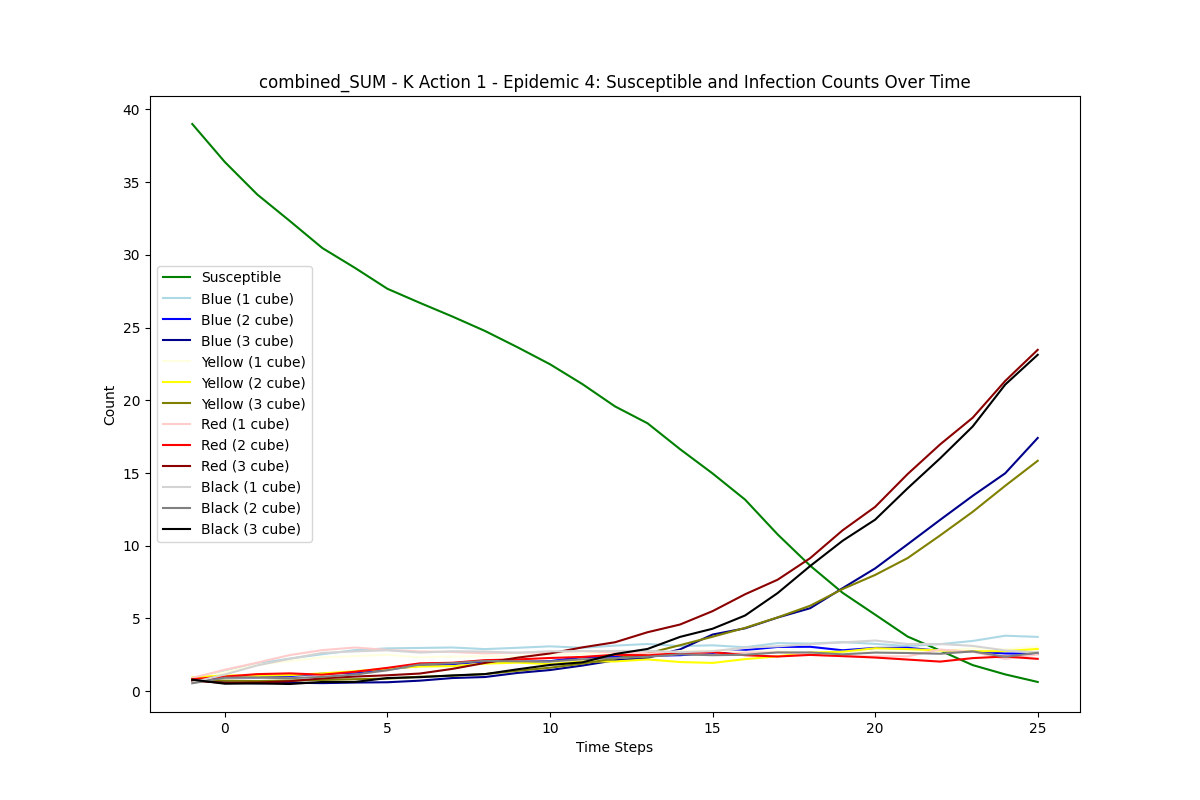 combined_SUM - K Action 1 - Epidemic 4: Susceptible and Infection Counts Over Time
40
35
30
25
20
15
10
5
0
Count
Susceptible
Blue (1 cube)
Blue (2 cube)
Blue (3 cube)
Yellow (1 cube)
Yellow (2 cube)
Yellow (3 cube)
Red (1 cube)
Red (2 cube)
Red (3 cube)
Black (1 cube)
Black (2 cube)
Black (3 cube)
0 5 10 15 20 25
Time Steps